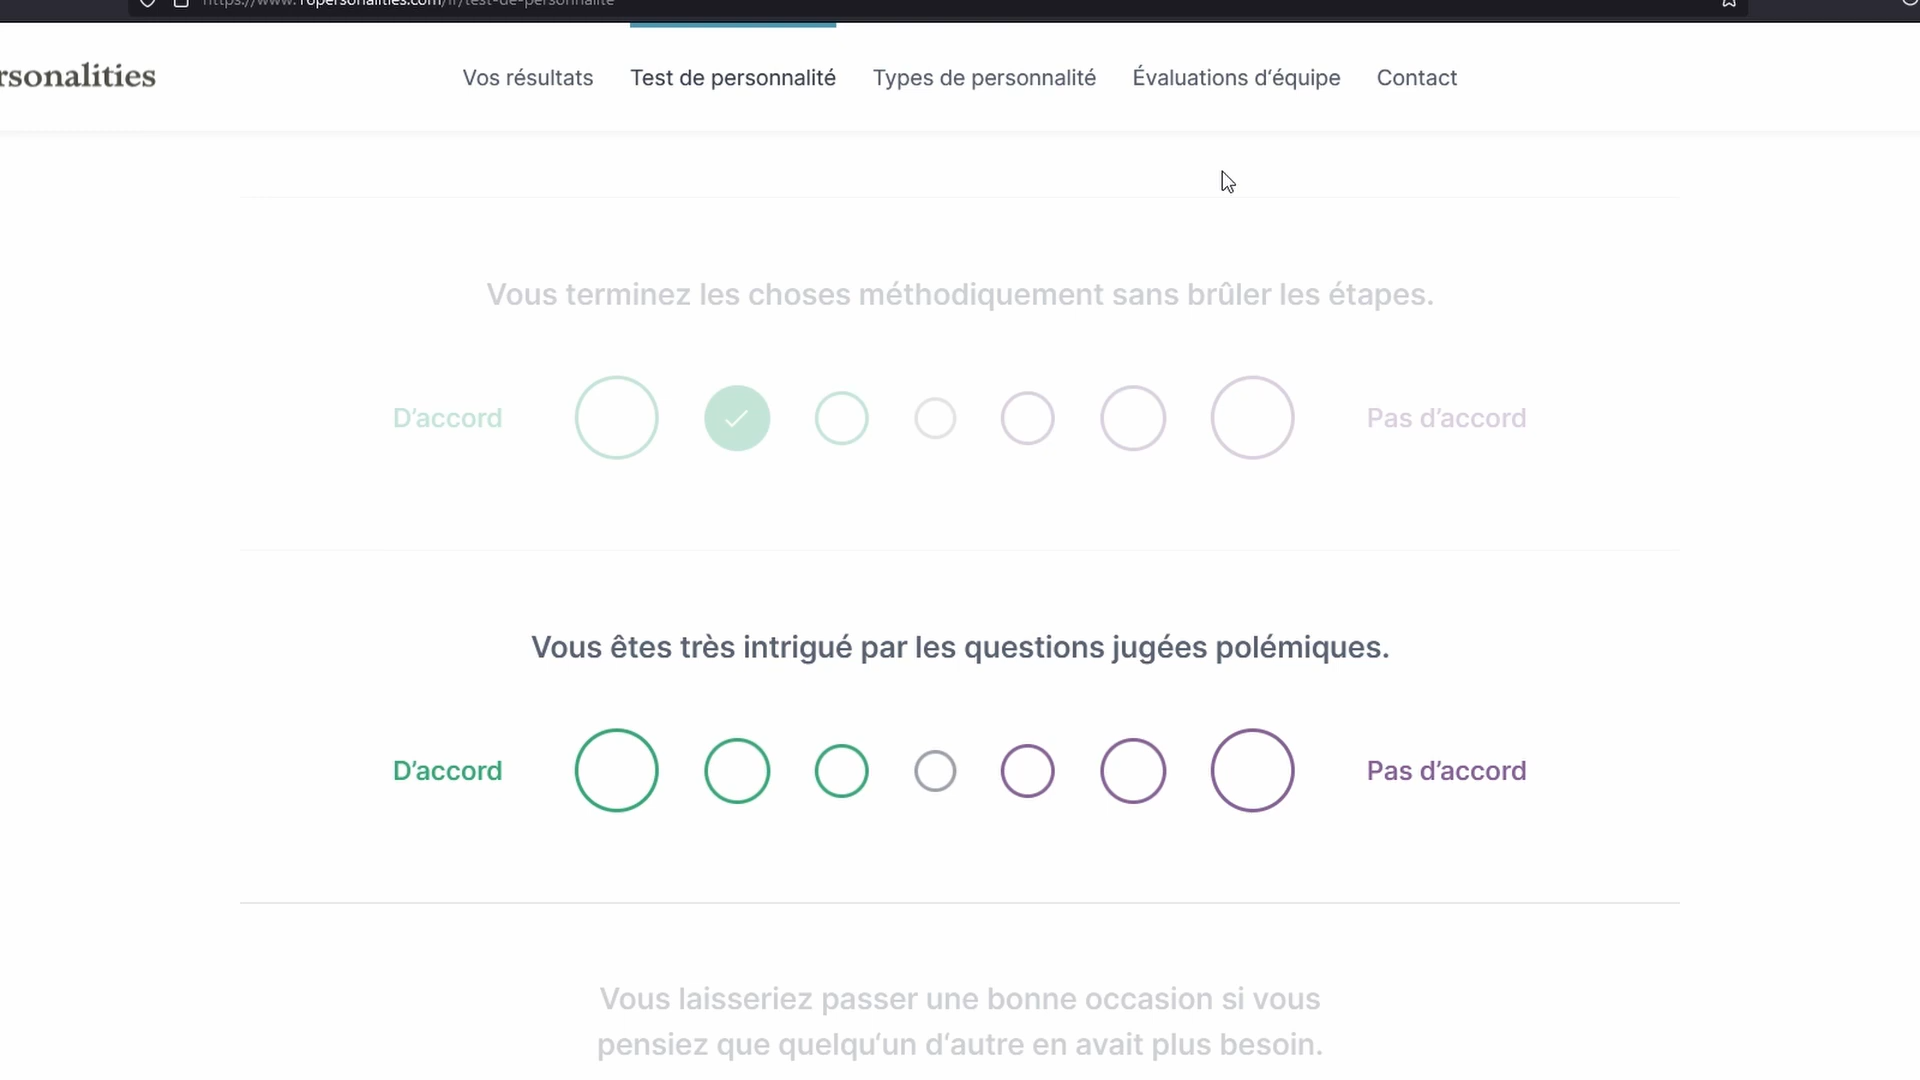 rsonalities
Vos résultats
Test de personnalité
Types de personnalité
Évaluations d‘équipe
Contact
Vous terminez les choses méthodiquement sans brûler les étapes.
D’accord
Pas d’accord
Vous êtes très intrigué par les questions jugées polémiques.
D’accord
Pas d’accord
Vous laisseriez passer une bonne occasion si vous
pensiez que quelqu‘un d‘autre en avait plus besoin.